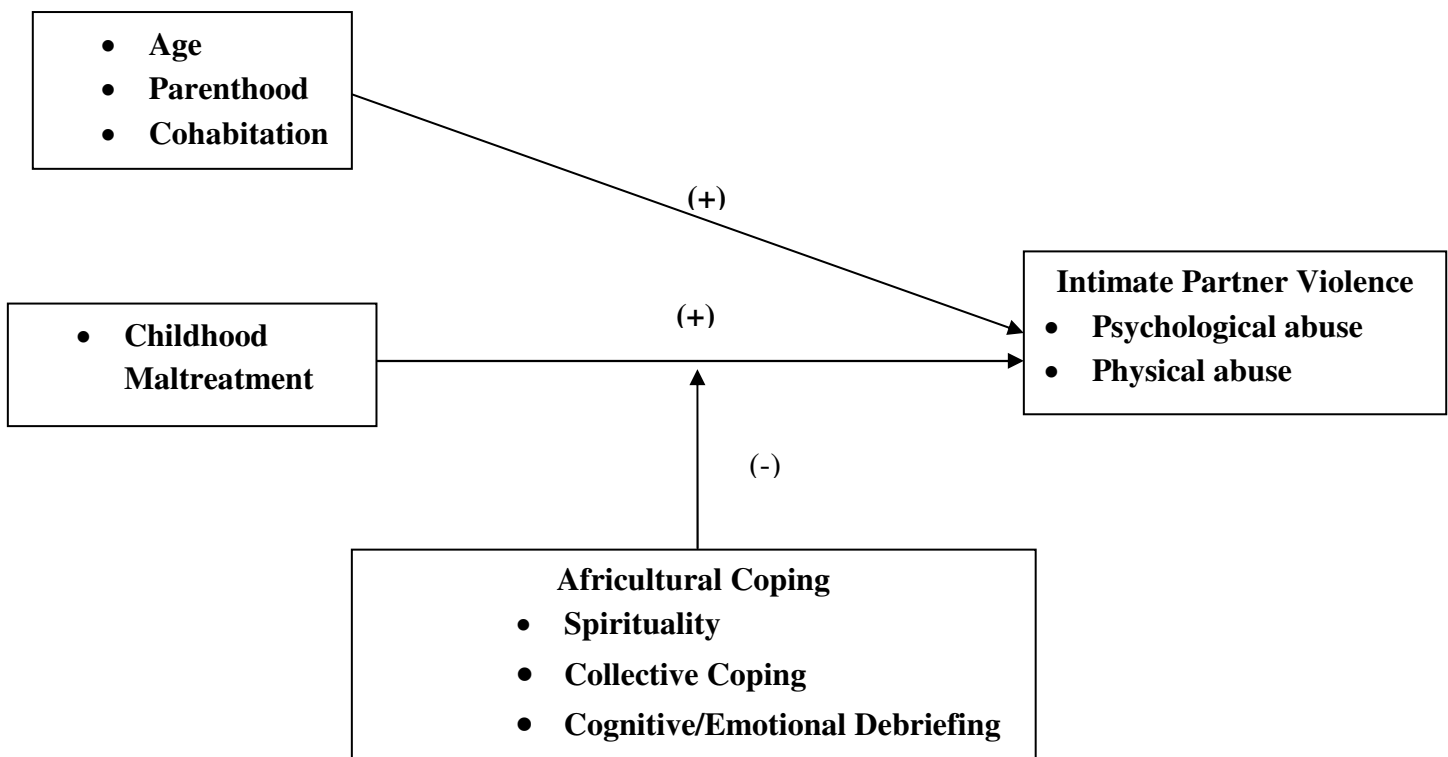 • Age
• Parenthood
• Cohabitation
(+)
Intimate Partner Violence
• Psychological abuse
• Physical abuse
(+)
• Childhood
Maltreatment
(-)
Africultural Coping
• Spirituality
• Collective Coping
• Cognitive/Emotional Debriefing